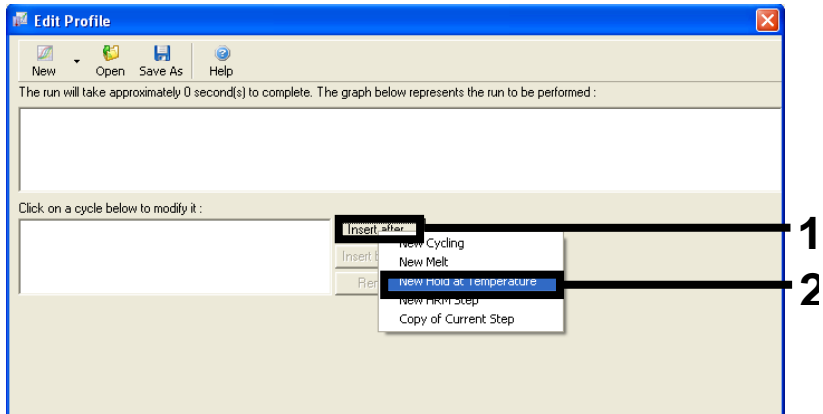 Edit Profile
New Open Save As Help
The run will take approximately 0 second(s) to complete. The graph below represents the run to be performed :
Click on a cycle below to modify it :
Insert after
1
New Cycling
Insert
New Melt
New Hold at Temperature
2
New HRM Step
Copy of Current Step